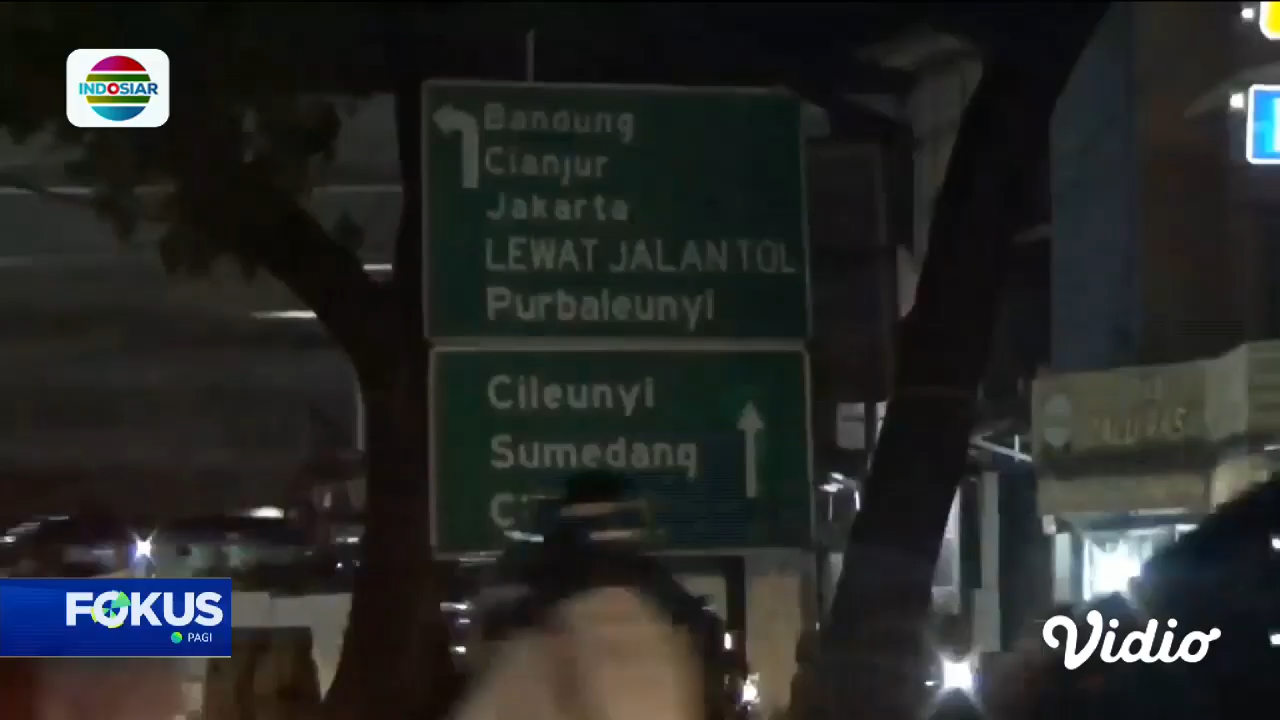 INDOSIAR
Bandung
Cianjur
Jakarta
LEWAT JALAN TOL
Purbaleunyi
Cileunyi
Sumedang
FOKUS
PAGI
Vidio